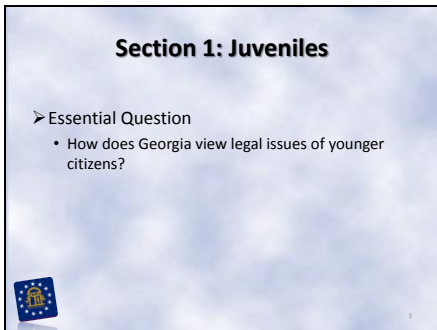 Section 1: Juveniles
➢Essential Question
• How does Georgia view legal issues of younger
citizens?
3